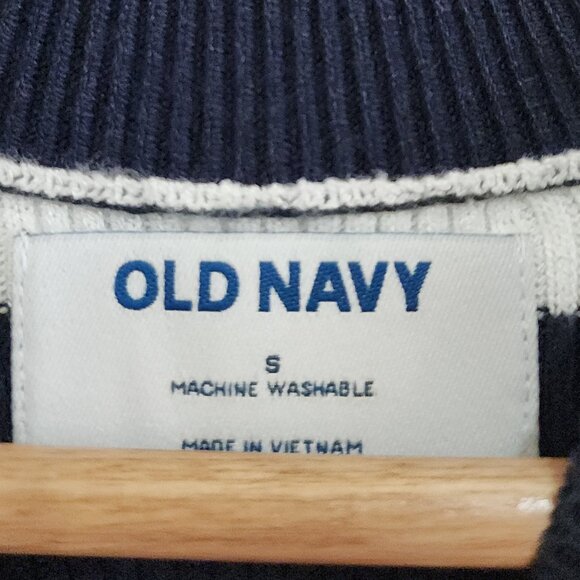 OLD NAVY
S
MACHINE WASHABLE
MADE IN VIETNAM